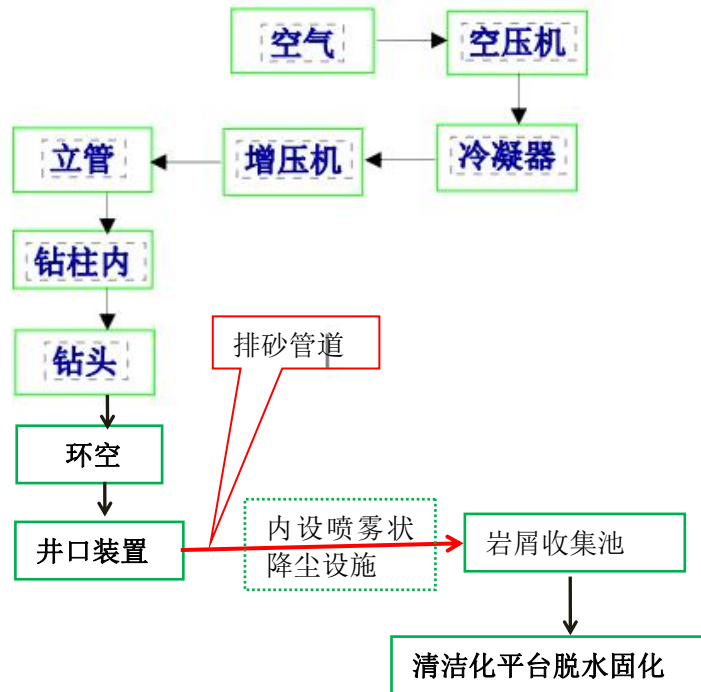 空气
空压机
冷凝器
增压机
立管
钻柱内
钻头
排砂管道
环空
井口装置
内设喷雾状
降尘设施
岩屑收集池
清洁化平台脱水固化